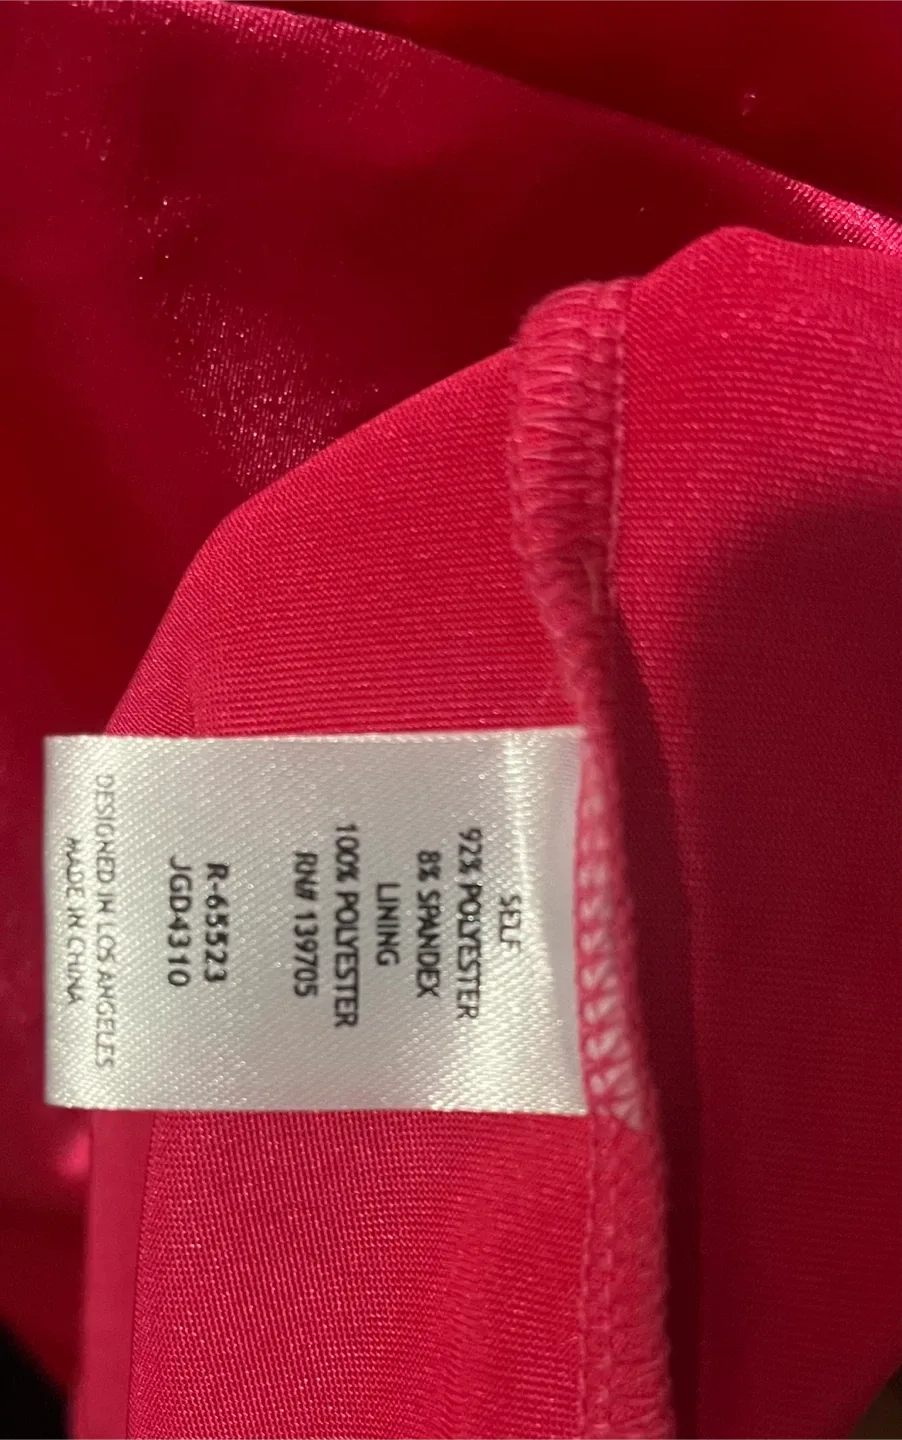 SELF
92% POLYESTER
8% SPANDEX
LINING
100% POLYESTER
RN# 139705
R-65523
JGD4310
DESIGNED IN LOS ANGELES
MADE IN CHINA